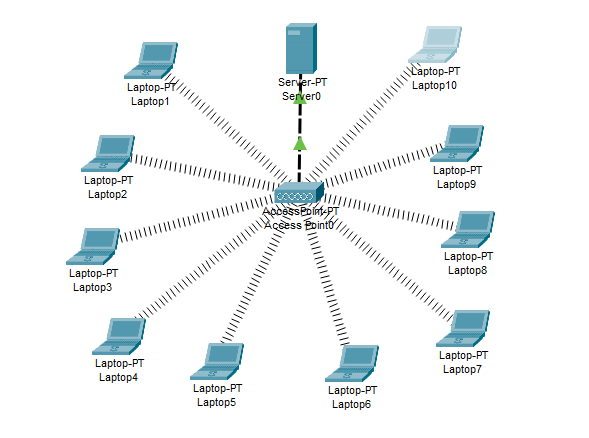 Server-PT
Server0
Laptop-PT
Laptop10
Laptop-PT
Laptop1
Laptop-PT
Laptop2
Laptop-PT
Laptop9
AccessPoint-PT
Access Point0
Laptop-PT
Laptop8
Laptop-PT
Laptop3
Laptop-PT
Laptop7
Laptop-PT
Laptop4
Laptop-PT
Laptop5
Laptop-PT
Laptop6